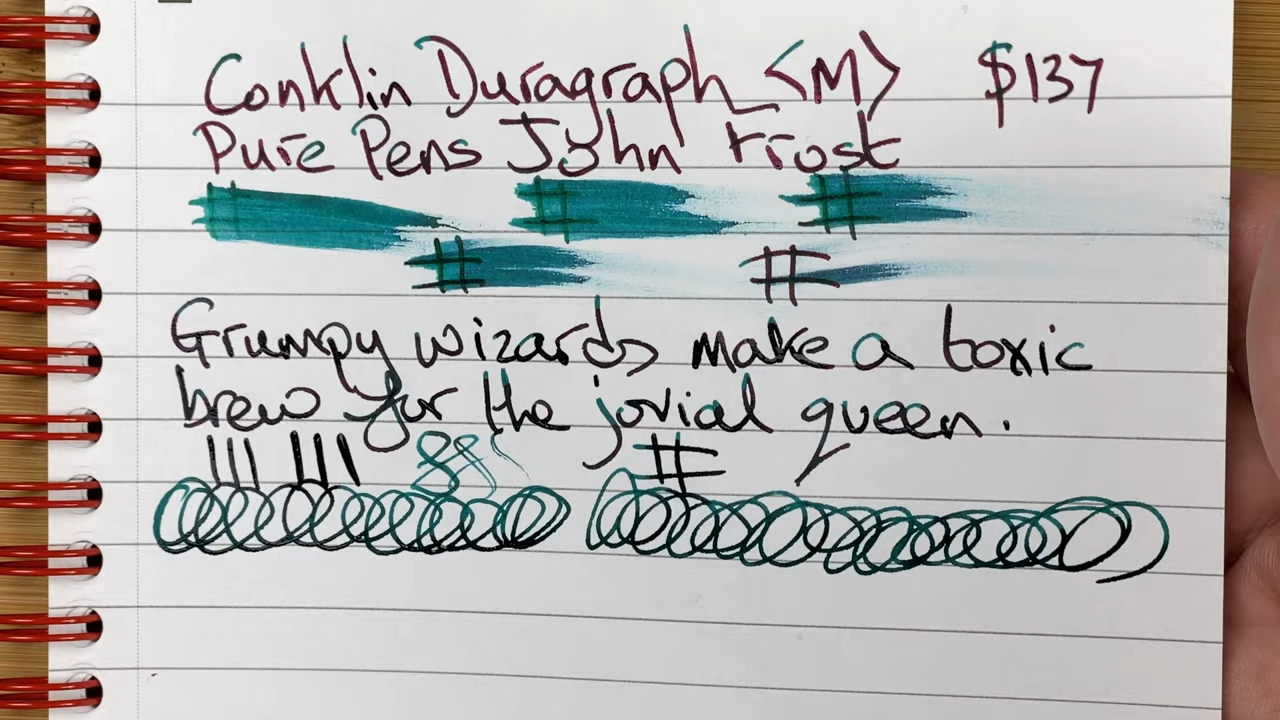 Conklin Duragraph <M> $137
Pure Pens John Frost
# # #
# #
Grumpy wizards make a toxic
brew for the jovial queen.
#